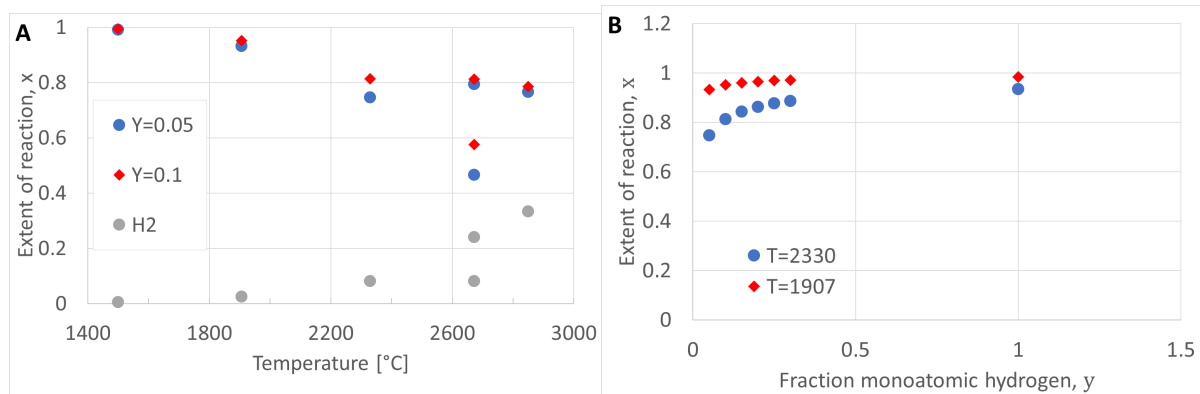 A
1
0.8
0.6
0.4
0.2
0
Extent of reaction, x
Y=0.05
Y=0.1
H2
1400 1800 2200 2600 3000
Temperature [°C]
B
1.2
1
0.8
0.6
0.4
0.2
0
Extent of reaction, x
T=2330
T=1907
0 0.5 1 1.5
Fraction monoatomic hydrogen, y